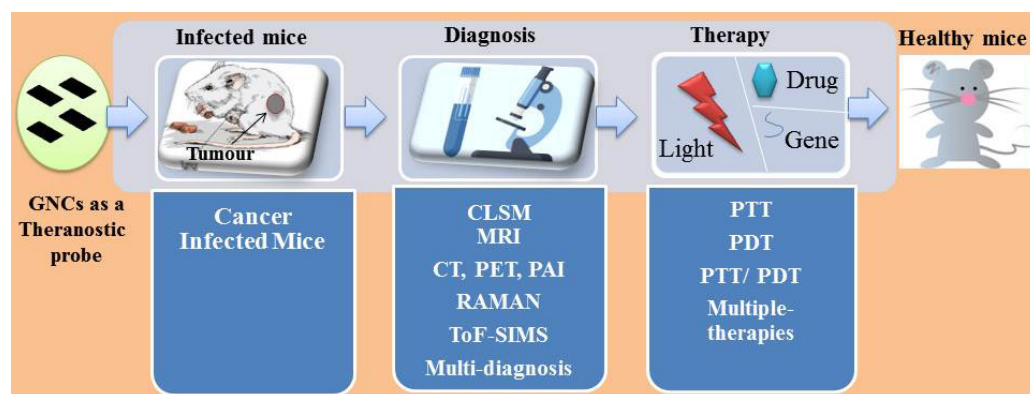 Infected mice
Diagnosis
Therapy
Healthy mice
Tumour
Light
Drug
Gene
GNCs as a
Theranostic
probe
Cancer
Infected Mice
CLSM
MRI
CT, PET, PAI
RAMAN
ToF-SIMS
Multi-diagnosis
PTT
PDT
PTT/ PDT
Multiple-
therapies